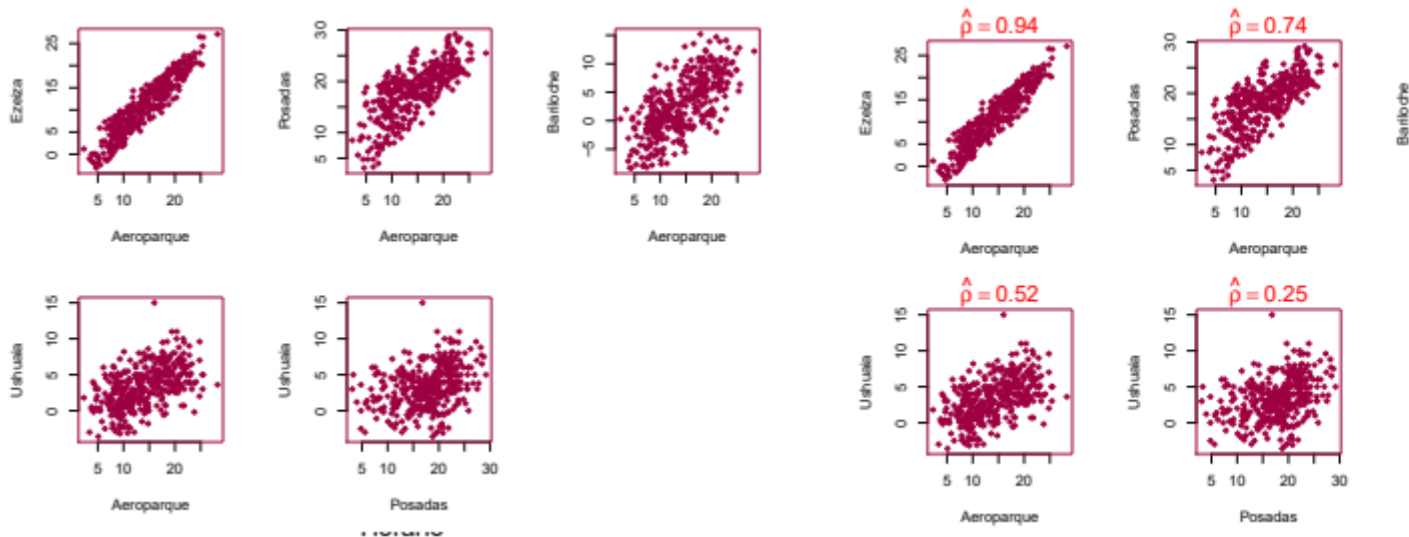 ρ̂ = 0.94
ρ̂ = 0.74
Ezeiza
0 5 15 25
5 10 20
Aeroparque
Posadas
5 10 20 30
5 10 20
Aeroparque
Bariloche
-5 0 5 10
5 10 20
Aeroparque
Ezeiza
0 5 15 25
5 10 20
Aeroparque
Posadas
5 10 20 30
5 10 20
Aeroparque
Bariloche
ρ̂ = 0.52
ρ̂ = 0.25
Ushuaia
0 5 10 15
5 10 20
Aeroparque
Ushuaia
0 5 10 15
5 10 20 30
Posadas
Ushuaia
0 5 10 15
5 10 20
Aeroparque
Ushuaia
0 5 10 15
5 10 20 30
Posadas